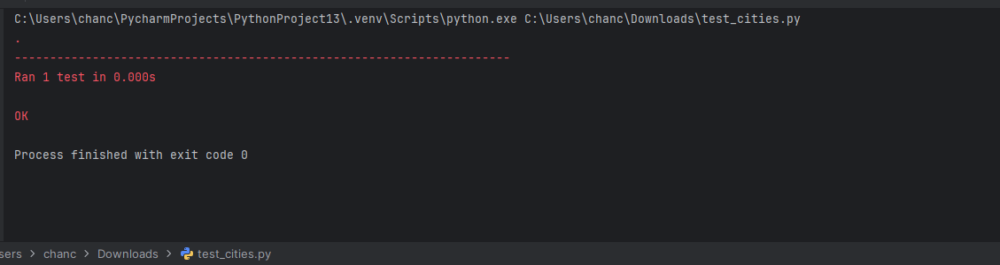 C:\Users\chanc\PycharmProjects\PythonProject13\.venv\Scripts\python.exe C:\Users\chanc\Downloads\test_cities.py
.
----------------------------------------------------------------------
Ran 1 test in 0.000s
OK
Process finished with exit code 0
sers > chanc > Downloads > test_cities.py